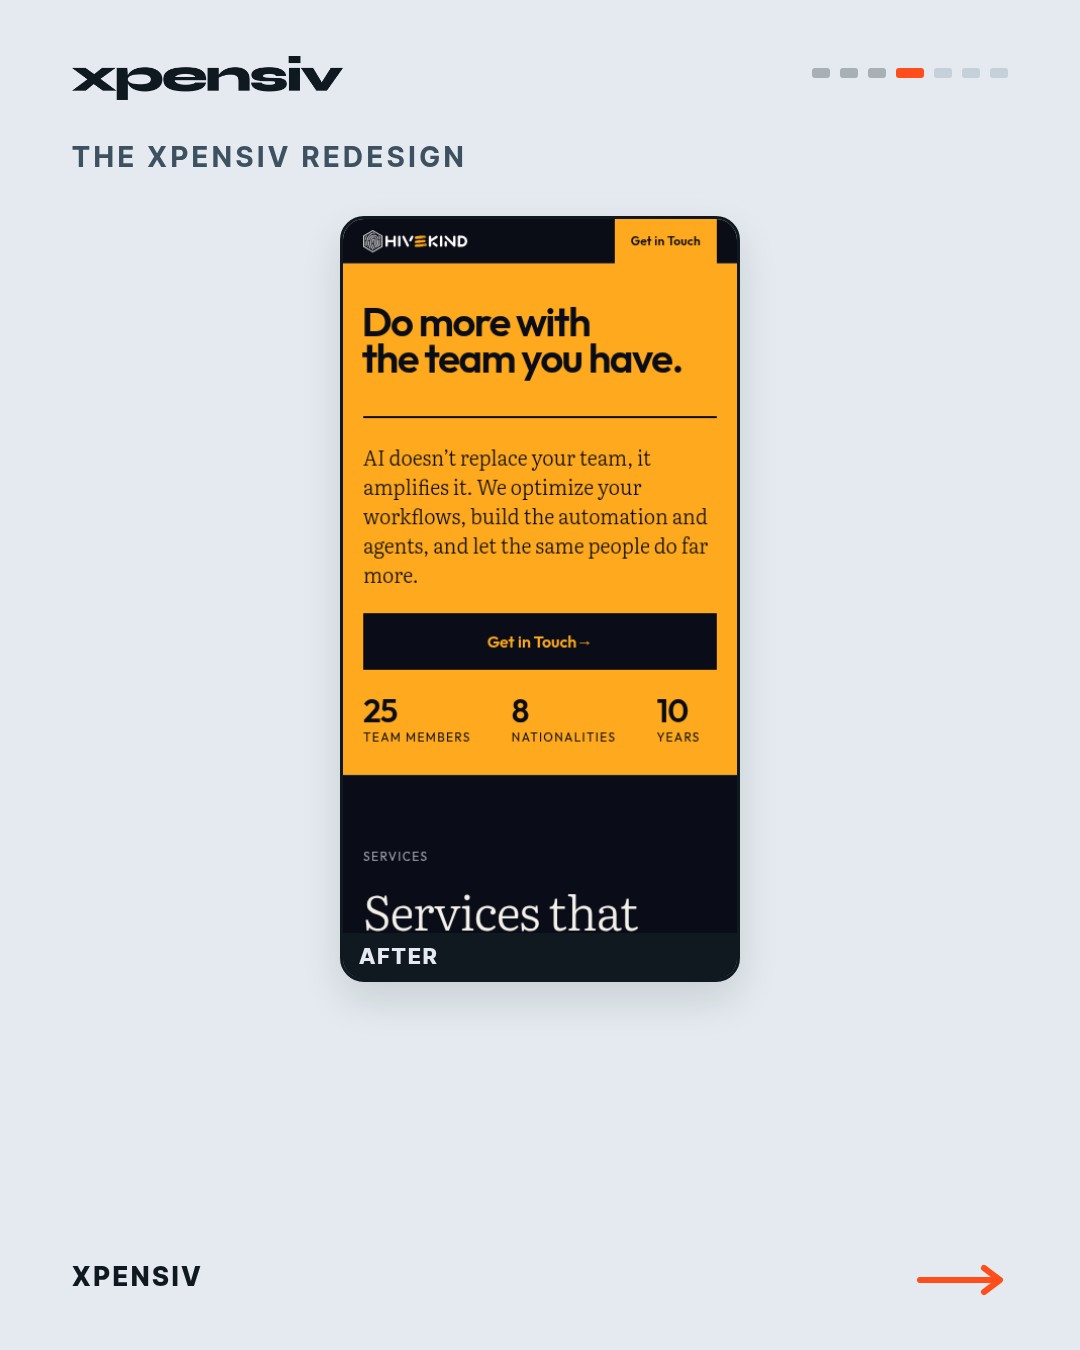 xpensiv
THE XPENSIV REDESIGN
HIVEKIND
Get in Touch
Do more with
the team you have.
AI doesn’t replace your team, it
amplifies it. We optimize your
workflows, build the automation and
agents, and let the same people do far
more.
Get in Touch→
25 8 10
TEAM MEMBERS NATIONALITIES YEARS
SERVICES
Services that
AFTER
XPENSIV